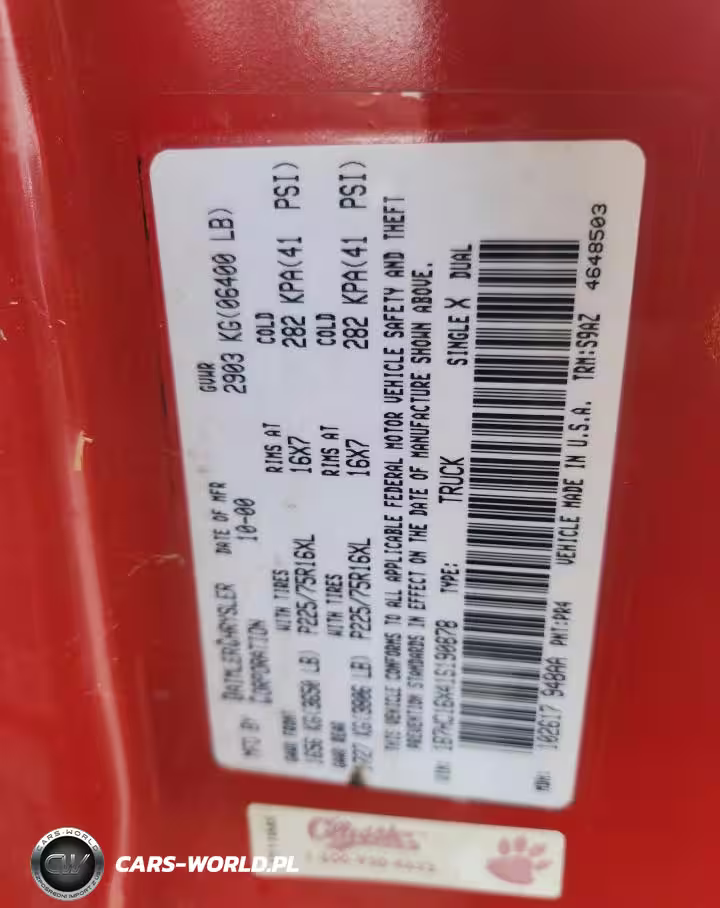 MFD BY DAIMLERCHRYSLER CORPORATION DATE OF MFR 10-00 GVWR 2903 KG(06400 LB)
GAWR FRONT WITH TIRES RIMS AT COLD
1656 KG(3650 LB) P225/75R16XL 16X7 282 KPA(41 PSI)
GAWR REAR WITH TIRES RIMS AT COLD
KG(3806 LB) P225/75R16XL 16X7 282 KPA(41 PSI)
THIS VEHICLE CONFORMS TO ALL APPLICABLE FEDERAL MOTOR VEHICLE SAFETY AND THEFT
PREVENTION STANDARDS IN EFFECT ON THE DATE OF MANUFACTURE SHOWN ABOVE.
VIN: 1B7HC16X41S190678 TYPE: TRUCK SINGLE X DUAL
MDH: 102617 948AA PNT:PR4 VEHICLE MADE IN U.S.A. TRM:S9AZ 4648503
CARS-WORLD
CW
CARS-WORLD.PL